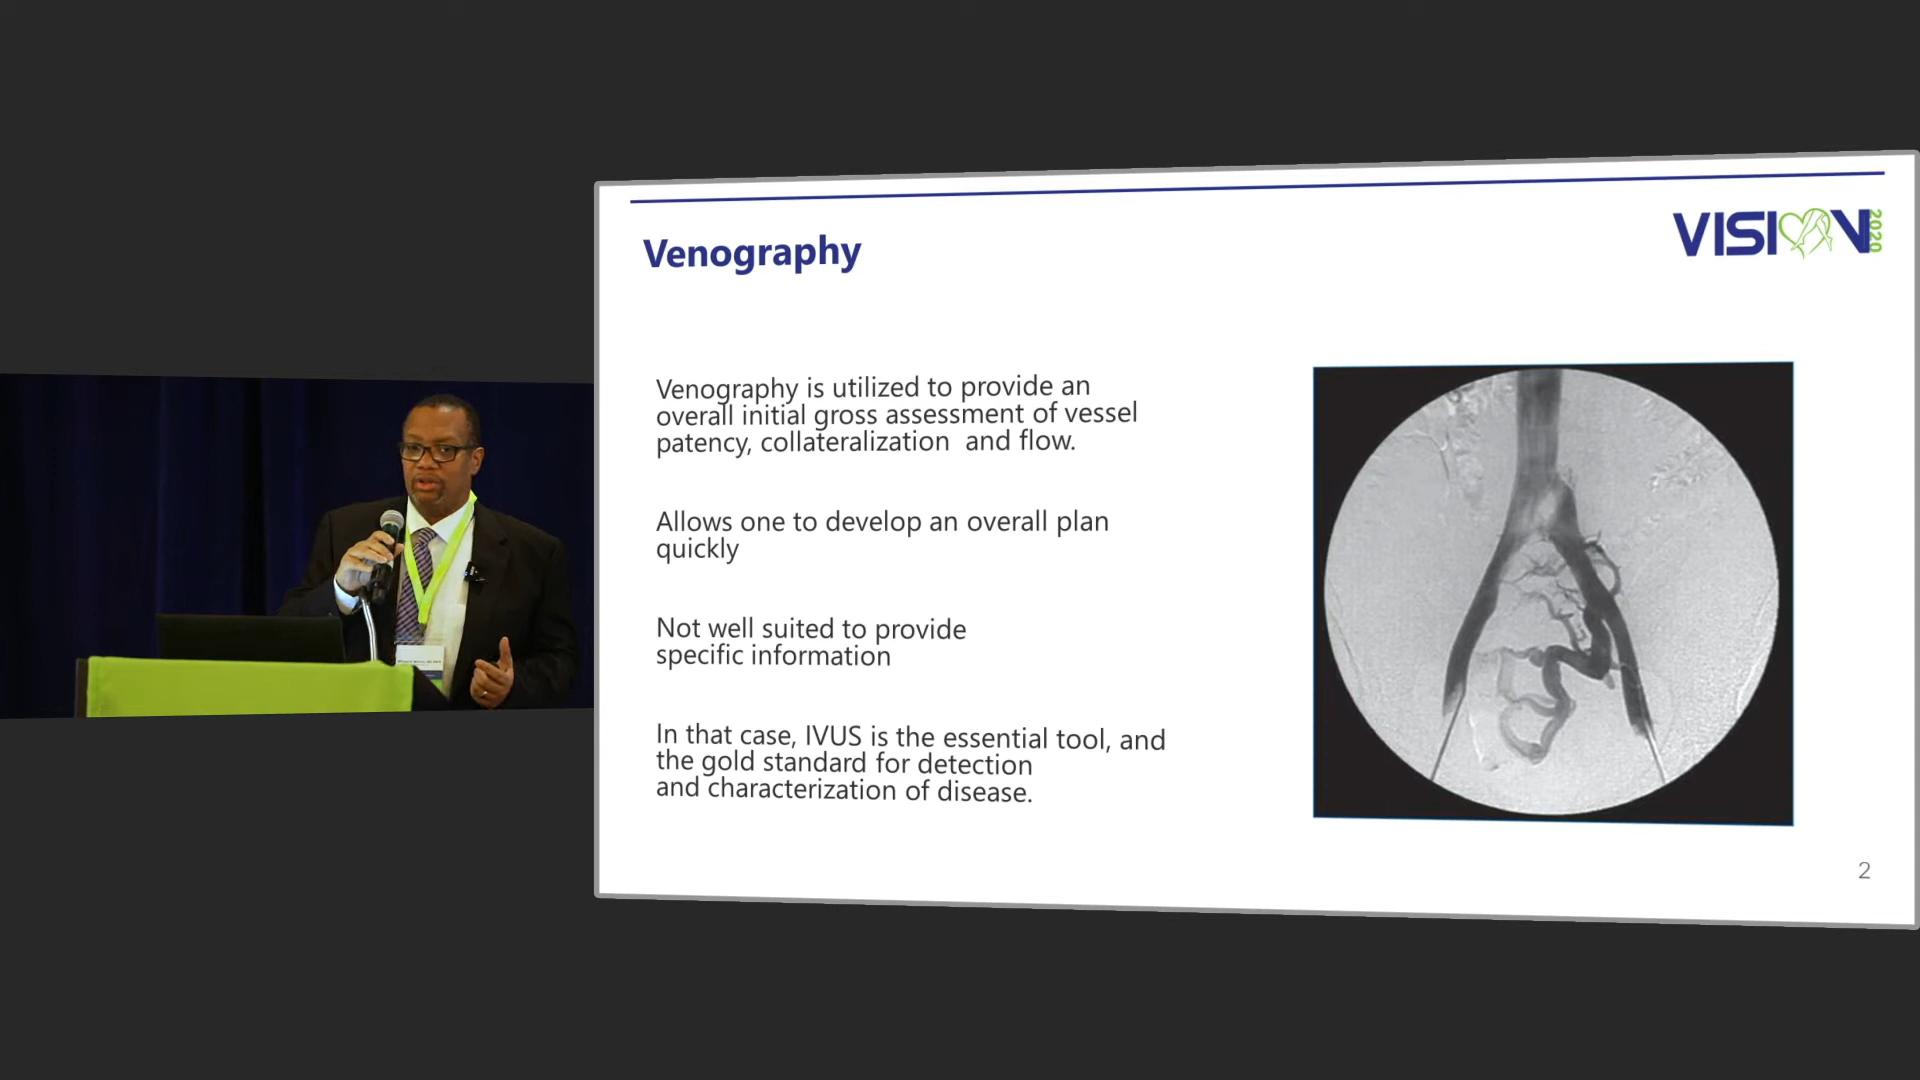 Venography
VISION 2020
Venography is utilized to provide an
overall initial gross assessment of vessel
patency, collateralization and flow.
Allows one to develop an overall plan
quickly
Not well suited to provide
specific information
In that case, IVUS is the essential tool, and
the gold standard for detection
and characterization of disease.
2